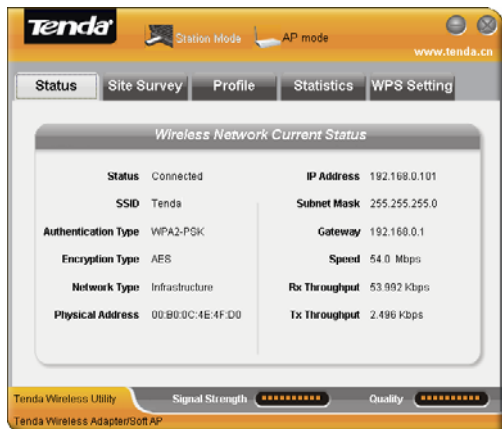 Tenda
Station Mode
AP mode
www.tenda.cn
Status
Site Survey
Profile
Statistics
WPS Setting
Wireless Network Current Status
Status Connected
SSID Tenda
Authentication Type WPA2-PSK
Encryption Type AES
Network Type Infrastructure
Physical Address 00:B0:0C:4E:4F:D0
IP Address 192.168.0.101
Subnet Mask 255.255.255.0
Gateway 192.168.0.1
Speed 54.0 Mbps
Rx Throughput 53.992 Kbps
Tx Throughput 2.496 Kbps
Tenda Wireless Utility
Signal Strength
Quality
Tenda Wireless Adapter/Soft AP